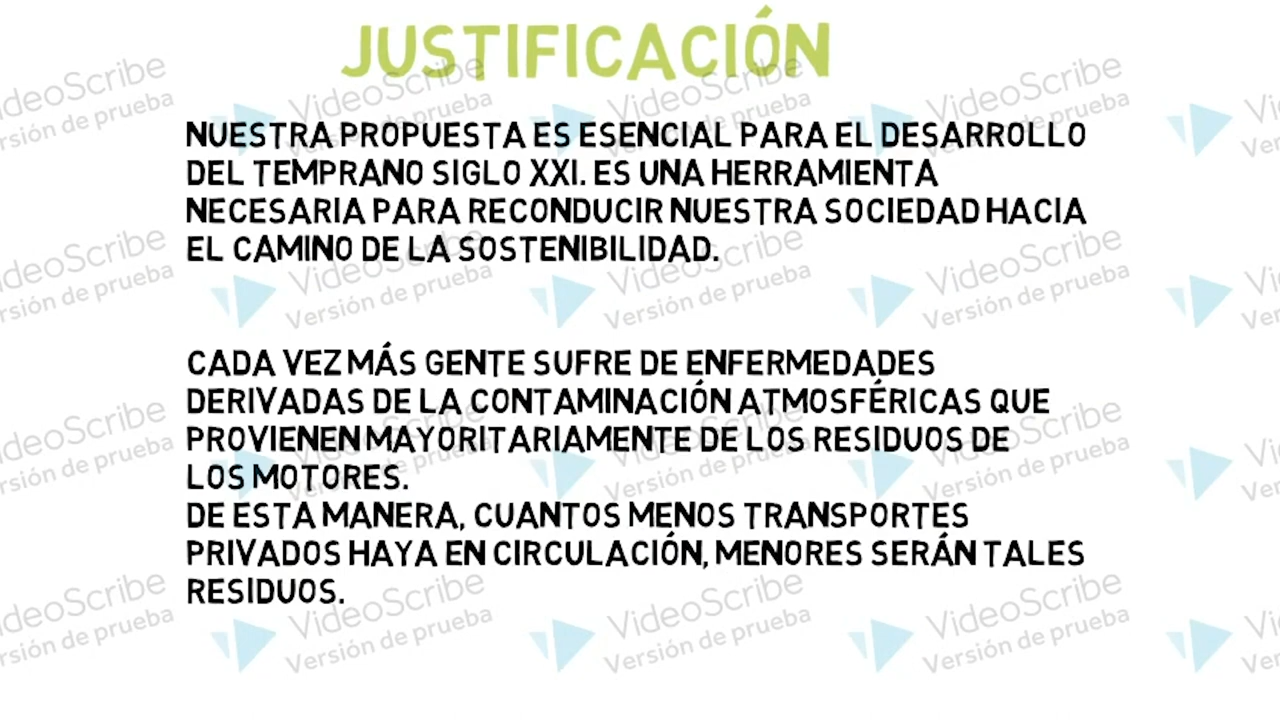 JUSTIFICACIÓN
NUESTRA PROPUESTA ES ESENCIAL PARA EL DESARROLLO
DEL TEMPRANO SIGLO XXI. ES UNA HERRAMIENTA
NECESARIA PARA RECONDUCIR NUESTRA SOCIEDAD HACIA
EL CAMINO DE LA SOSTENIBILIDAD.
CADA VEZ MÁS GENTE SUFRE DE ENFERMEDADES
DERIVADAS DE LA CONTAMINACIÓN ATMOSFÉRICAS QUE
PROVIENEN MAYORITARIAMENTE DE LOS RESIDUOS DE
LOS MOTORES.
DE ESTA MANERA, CUANTOS MENOS TRANSPORTES
PRIVADOS HAYA EN CIRCULACIÓN, MENORES SERÁN TALES
RESIDUOS.
VideoScribe
Versión de prueba